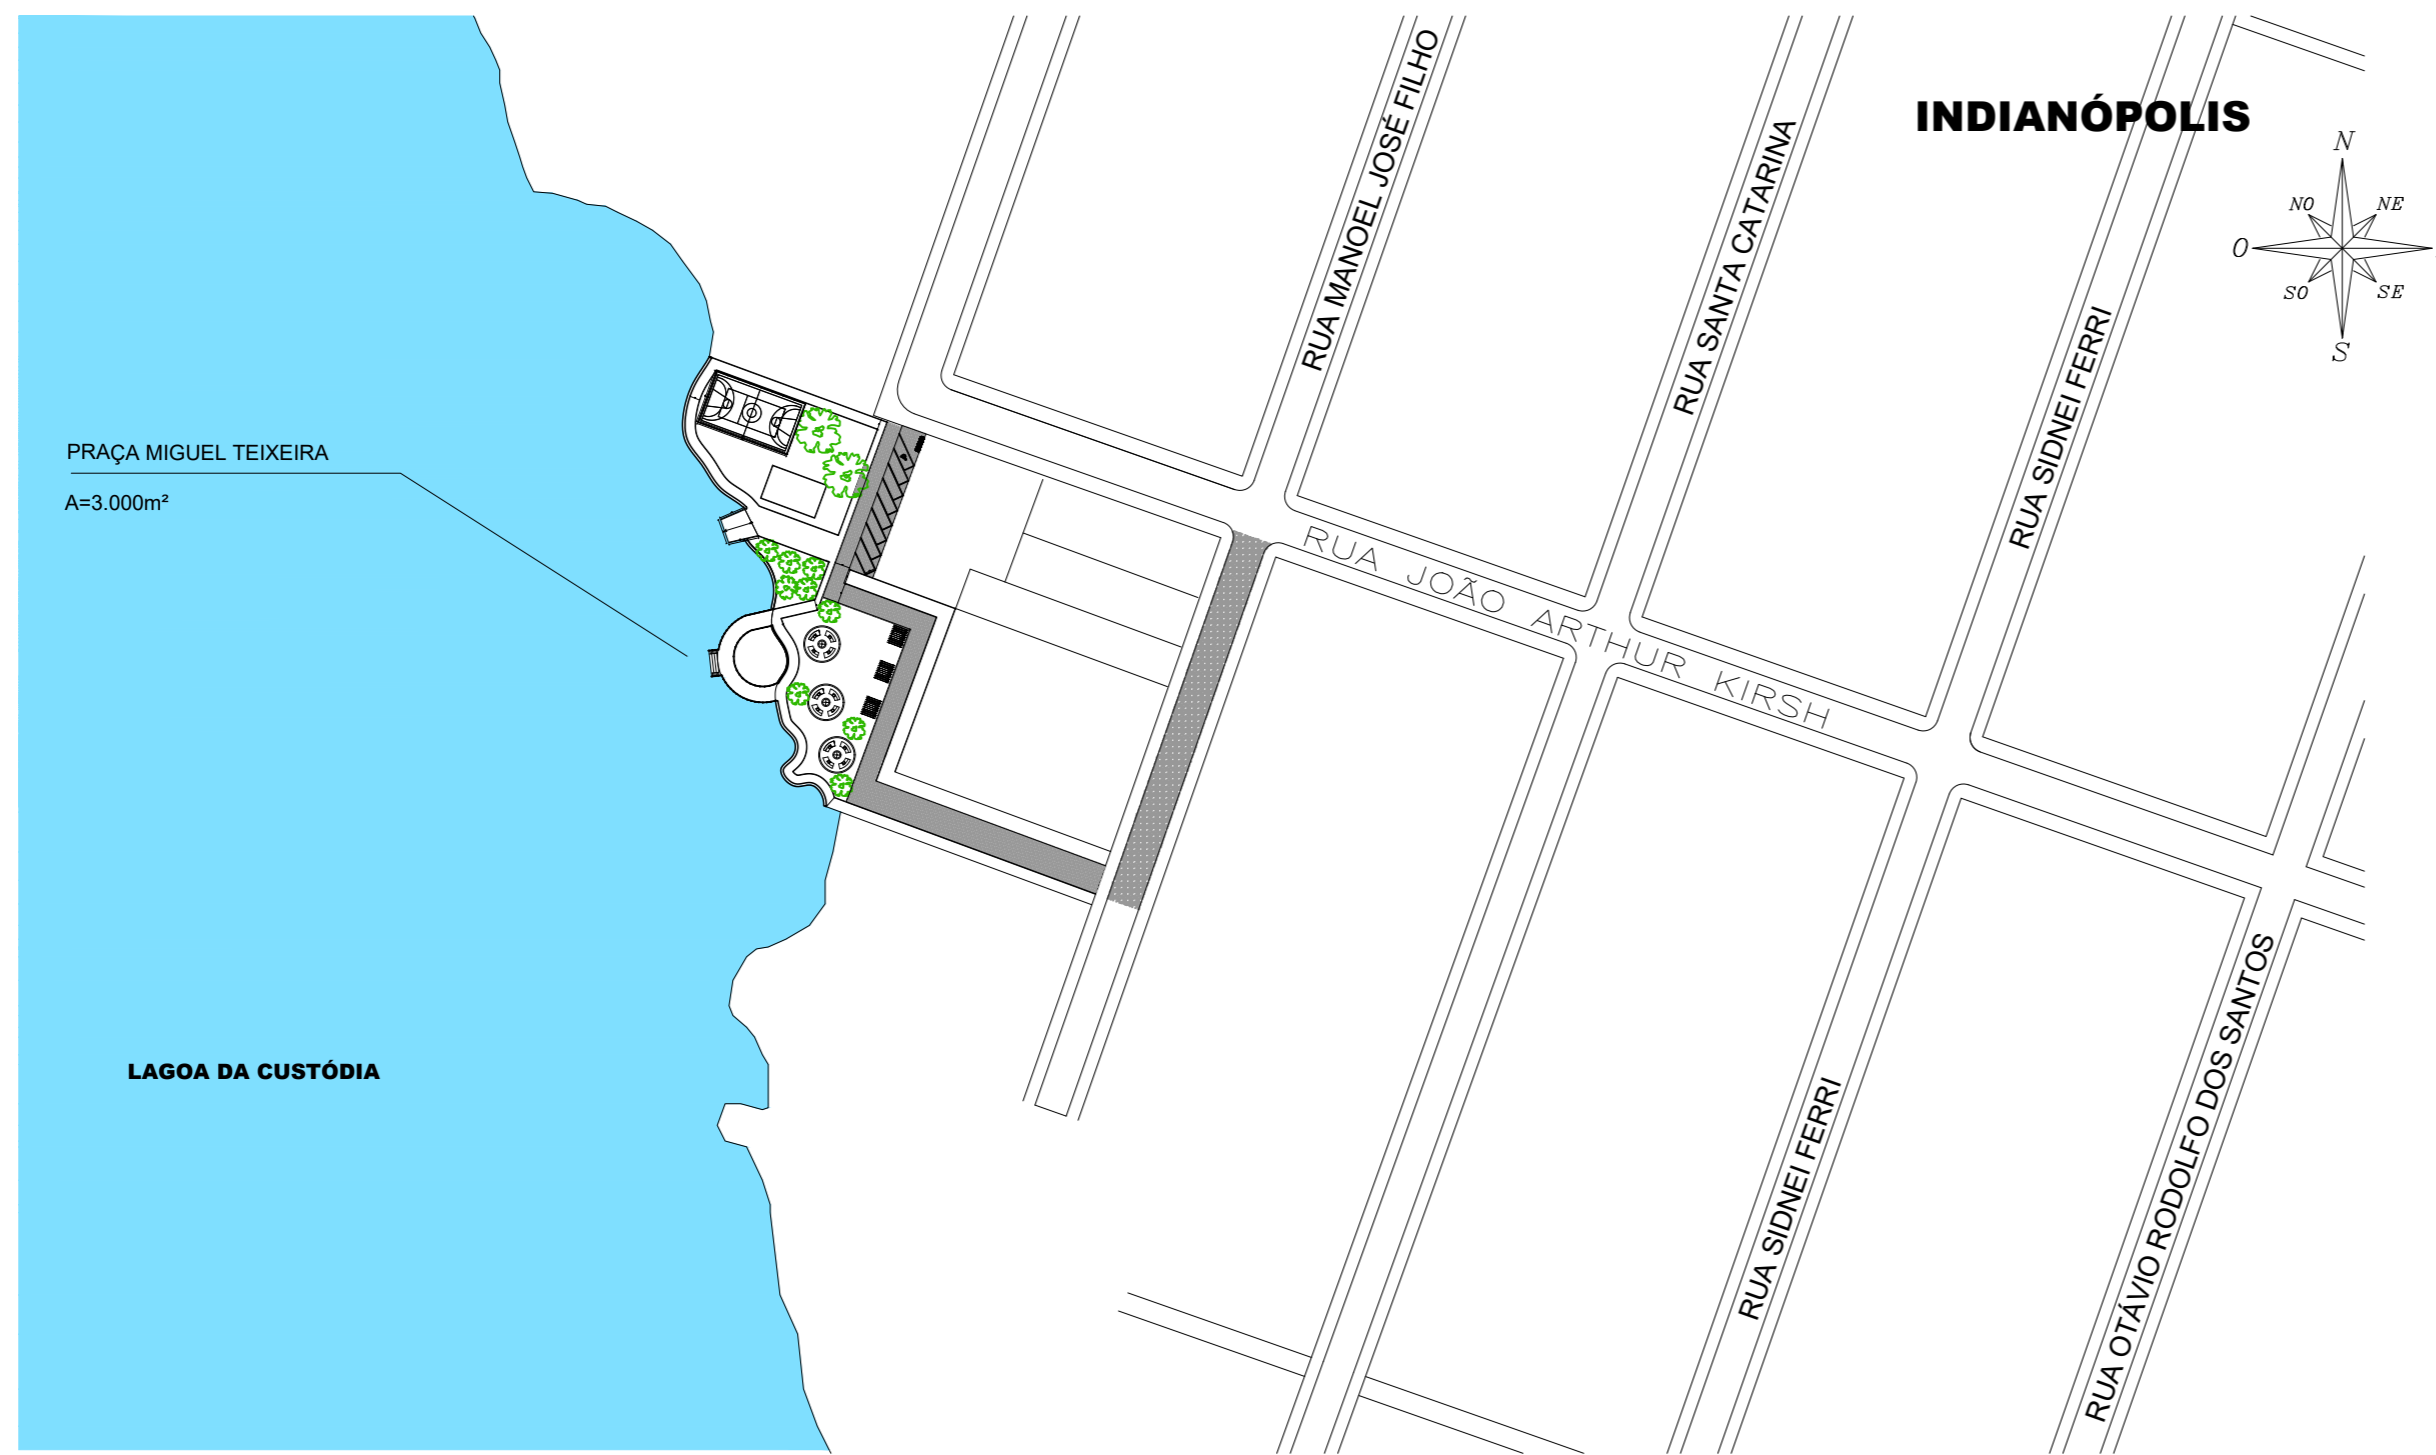 INDIANÓPOLIS
N
NO
NE
O
SO
SE
S
RUA MANOEL JOSÉ FILHO
RUA SANTA CATARINA
RUA SIDNEI FERRI
PRAÇA MIGUEL TEIXEIRA
A=3.000m²
RUA JOÃO ARTHUR KIRSH
LAGOA DA CUSTÓDIA
RUA SIDNEI FERRI
RUA OTÁVIO RODOLFO DOS SANTOS